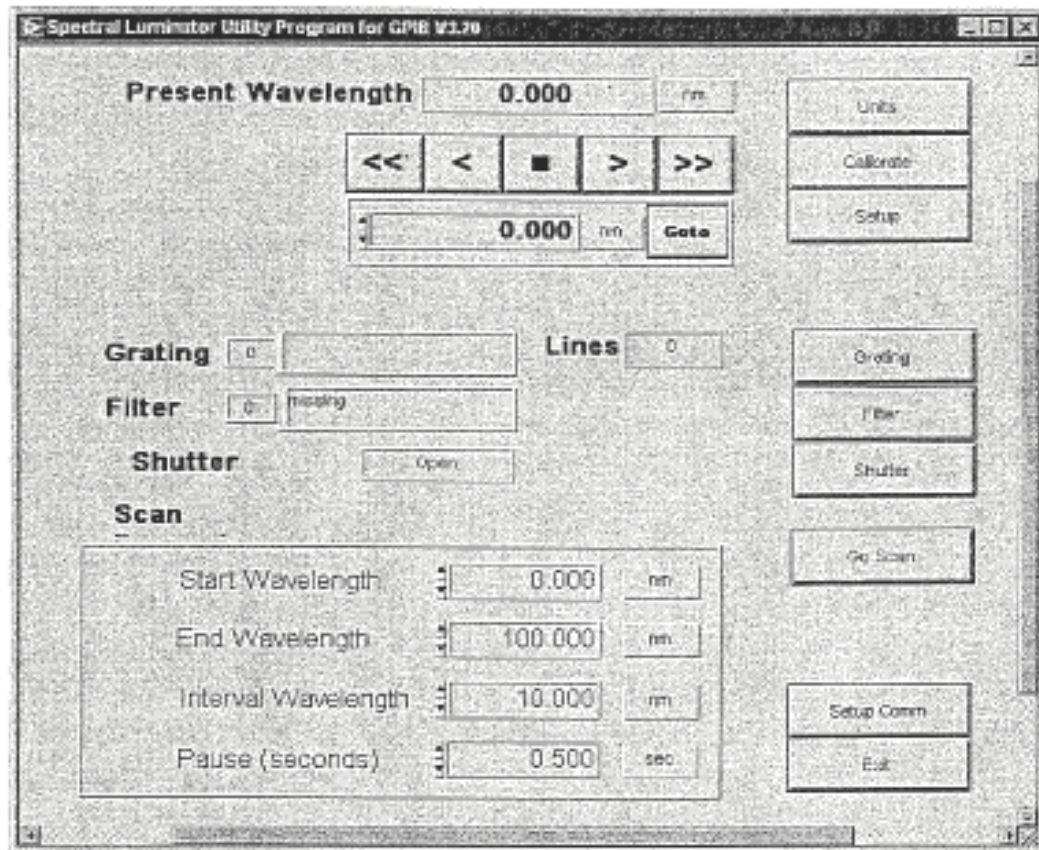 Spectral Luminator Utility Program for GPIB V3.20
Present Wavelength 0.000 nm
<< < ■ > >>
0.000 nm Goto
Units
Calibrate
Setup
Grating 0
Lines 0
Filter 0 missing
Shutter Open
Grating
Filter
Shutter
Scan
Go Scan
Start Wavelength 0.000 nm
End Wavelength 100.000 nm
Interval Wavelength 10.000 nm
Pause (seconds) 0.500 sec
Setup Comm
Exit